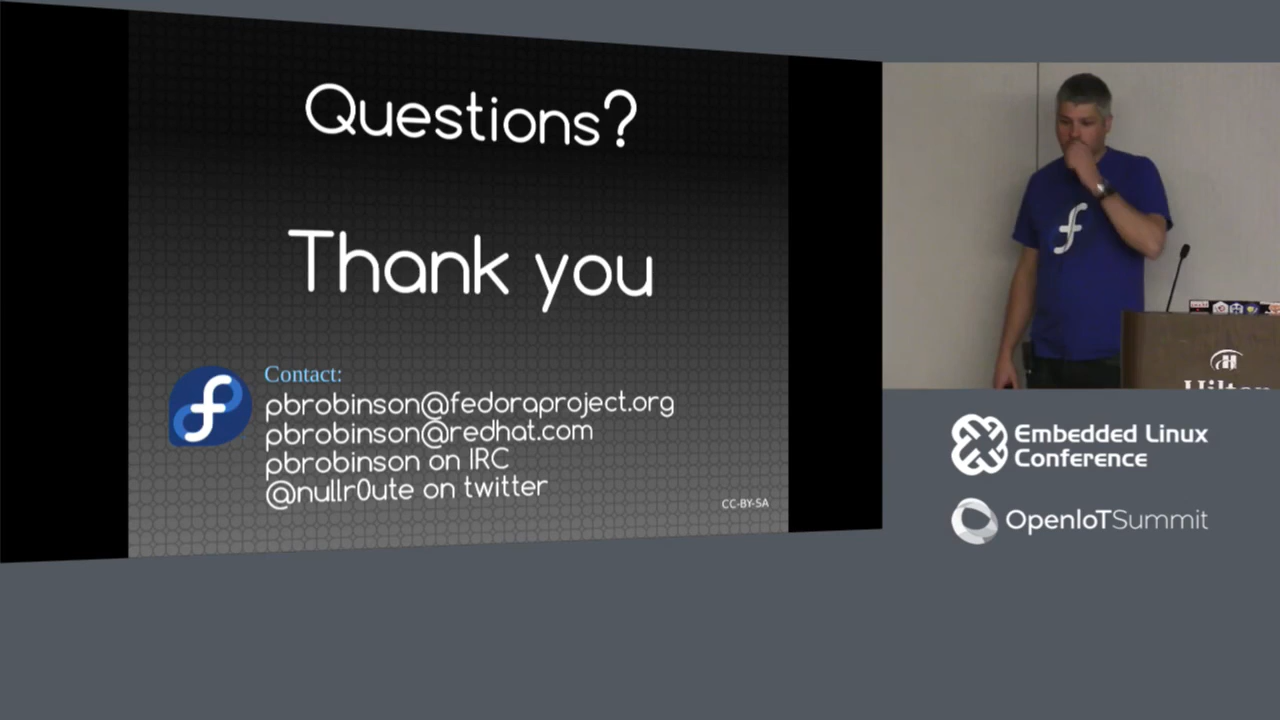 Questions?
Thank you
Contact:
pbrobinson@fedoraproject.org
pbrobinson@redhat.com
pbrobinson on IRC
@nullr0ute on twitter
CC-BY-SA
Hilton
Embedded Linux
Conference
OpenIoTSummit